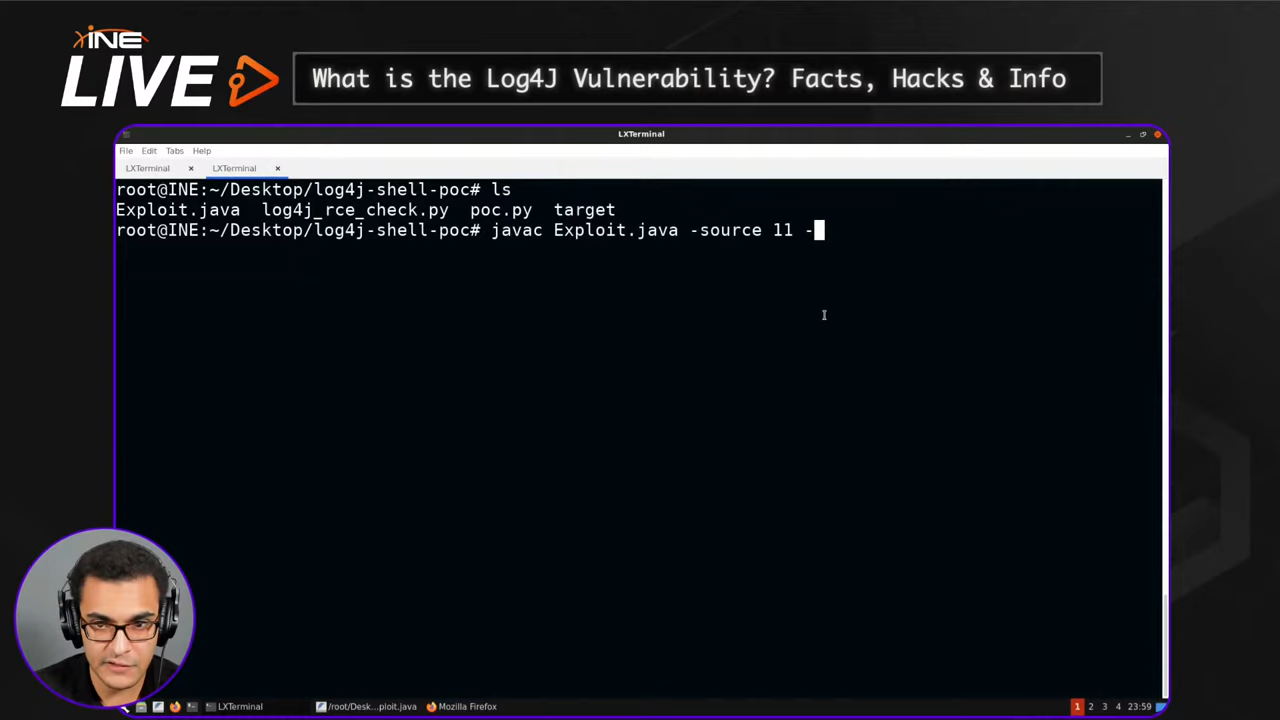 INE
LIVE
What is the Log4J Vulnerability? Facts, Hacks & Info
LXTerminal
File Edit Tabs Help
LXTerminal × LXTerminal ×
root@INE:~/Desktop/log4j-shell-poc# ls
Exploit.java log4j_rce_check.py poc.py target
root@INE:~/Desktop/log4j-shell-poc# javac Exploit.java -source 11 -
LXTerminal /root/Desk...ploit.java Mozilla Firefox 1 2 3 4 23:59